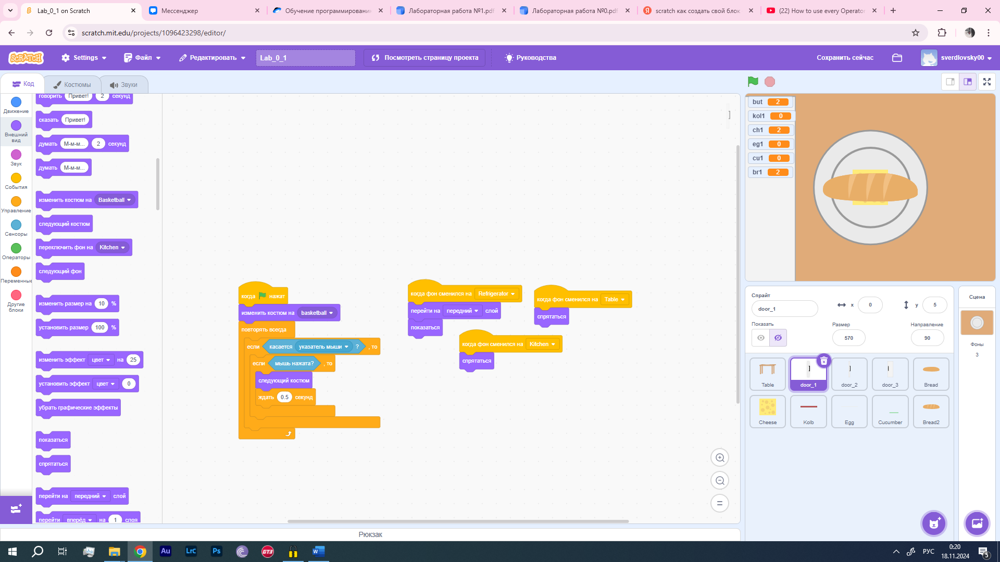 Lab_0_1 on Scratch
Мессенджер
Обучение программировани
Лабораторная работа №1.pdf
Лабораторная работа №0.pdf
scratch как создать свой блок
(22) How to use every Operator
scratch.mit.edu/projects/1096423298/editor/
SCRATCH
Settings
Файл
Редактировать
Lab_0_1
Посмотреть страницу проекта
Руководства
Сохранить сейчас
sverdlovsky00
Код
Костюмы
Звуки
Движение
Внешний вид
Звук
События
Управление
Сенсоры
Операторы
Переменные
Другие блоки
говорить Привет! 2 секунд
сказать Привет!
думать М-м-м... 2 секунд
думать М-м-м...
изменить костюм на Basketball
следующий костюм
переключить фон на Kitchen
следующий фон
изменить размер на 10 %
установить размер 100 %
изменить эффект цвет на 25
установить эффект цвет 0
убрать графические эффекты
показаться
спрятаться
перейти на передний слой
перейти вперёд на 1 слоя
когда нажат
изменить костюм на basketball
повторять всегда
если касается указатель мыши ? , то
если мышь нажата? , то
следующий костюм
ждать 0.5 секунд
когда фон сменился на Refrigerator
перейти на передний слой
показаться
когда фон сменился на Table
спрятаться
когда фон сменился на Kitchen
спрятаться
but 2
kol1 0
ch1 2
eg1 0
cu1 0
br1 2
Спрайт
door_1
x 0
y 5
Показать
Размер
570
Направление
90
Table
door_1
door_2
door_3
Bread
Cheese
Kolb
Egg
Cucumber
Bread2
Сцена
Фоны
3
Рюкзак
Au
LrC
Ps
GT3
W
РУС
0:20
18.11.2024
5